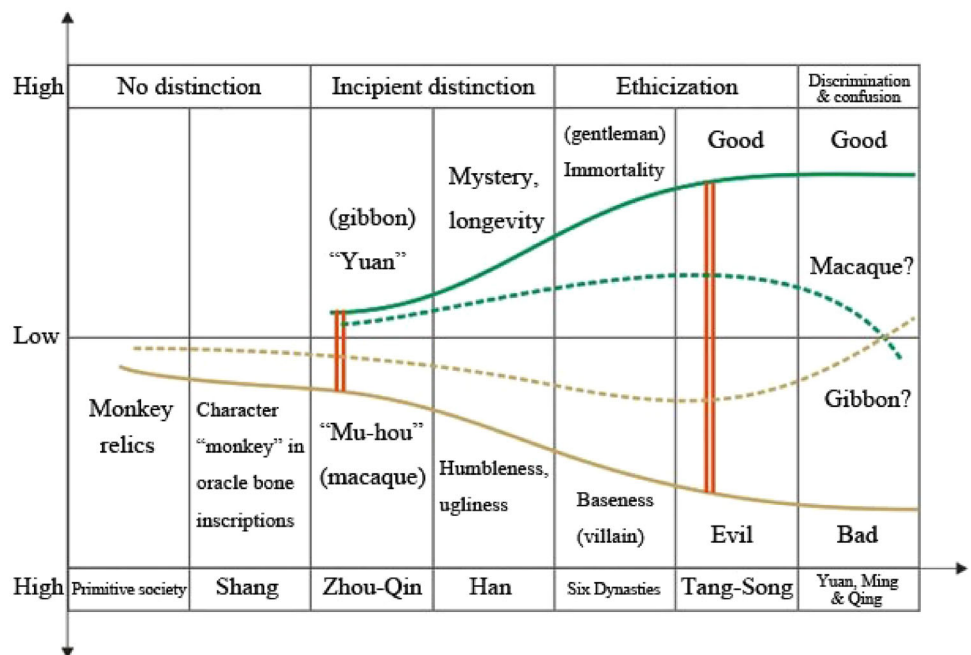 High
No distinction
Incipient distinction
Ethicization
Discrimination
& confusion
(gentleman)
Immortality
Good
Good
Mystery,
longevity
(gibbon)
“Yuan”
Macaque?
Low
Gibbon?
Monkey
relics
Character
“monkey” in
oracle bone
inscriptions
“Mu-hou”
(macaque)
Humbleness,
ugliness
Baseness
(villain)
Evil
Bad
High
Primitive society
Shang
Zhou-Qin
Han
Six Dynasties
Tang-Song
Yuan, Ming
& Qing